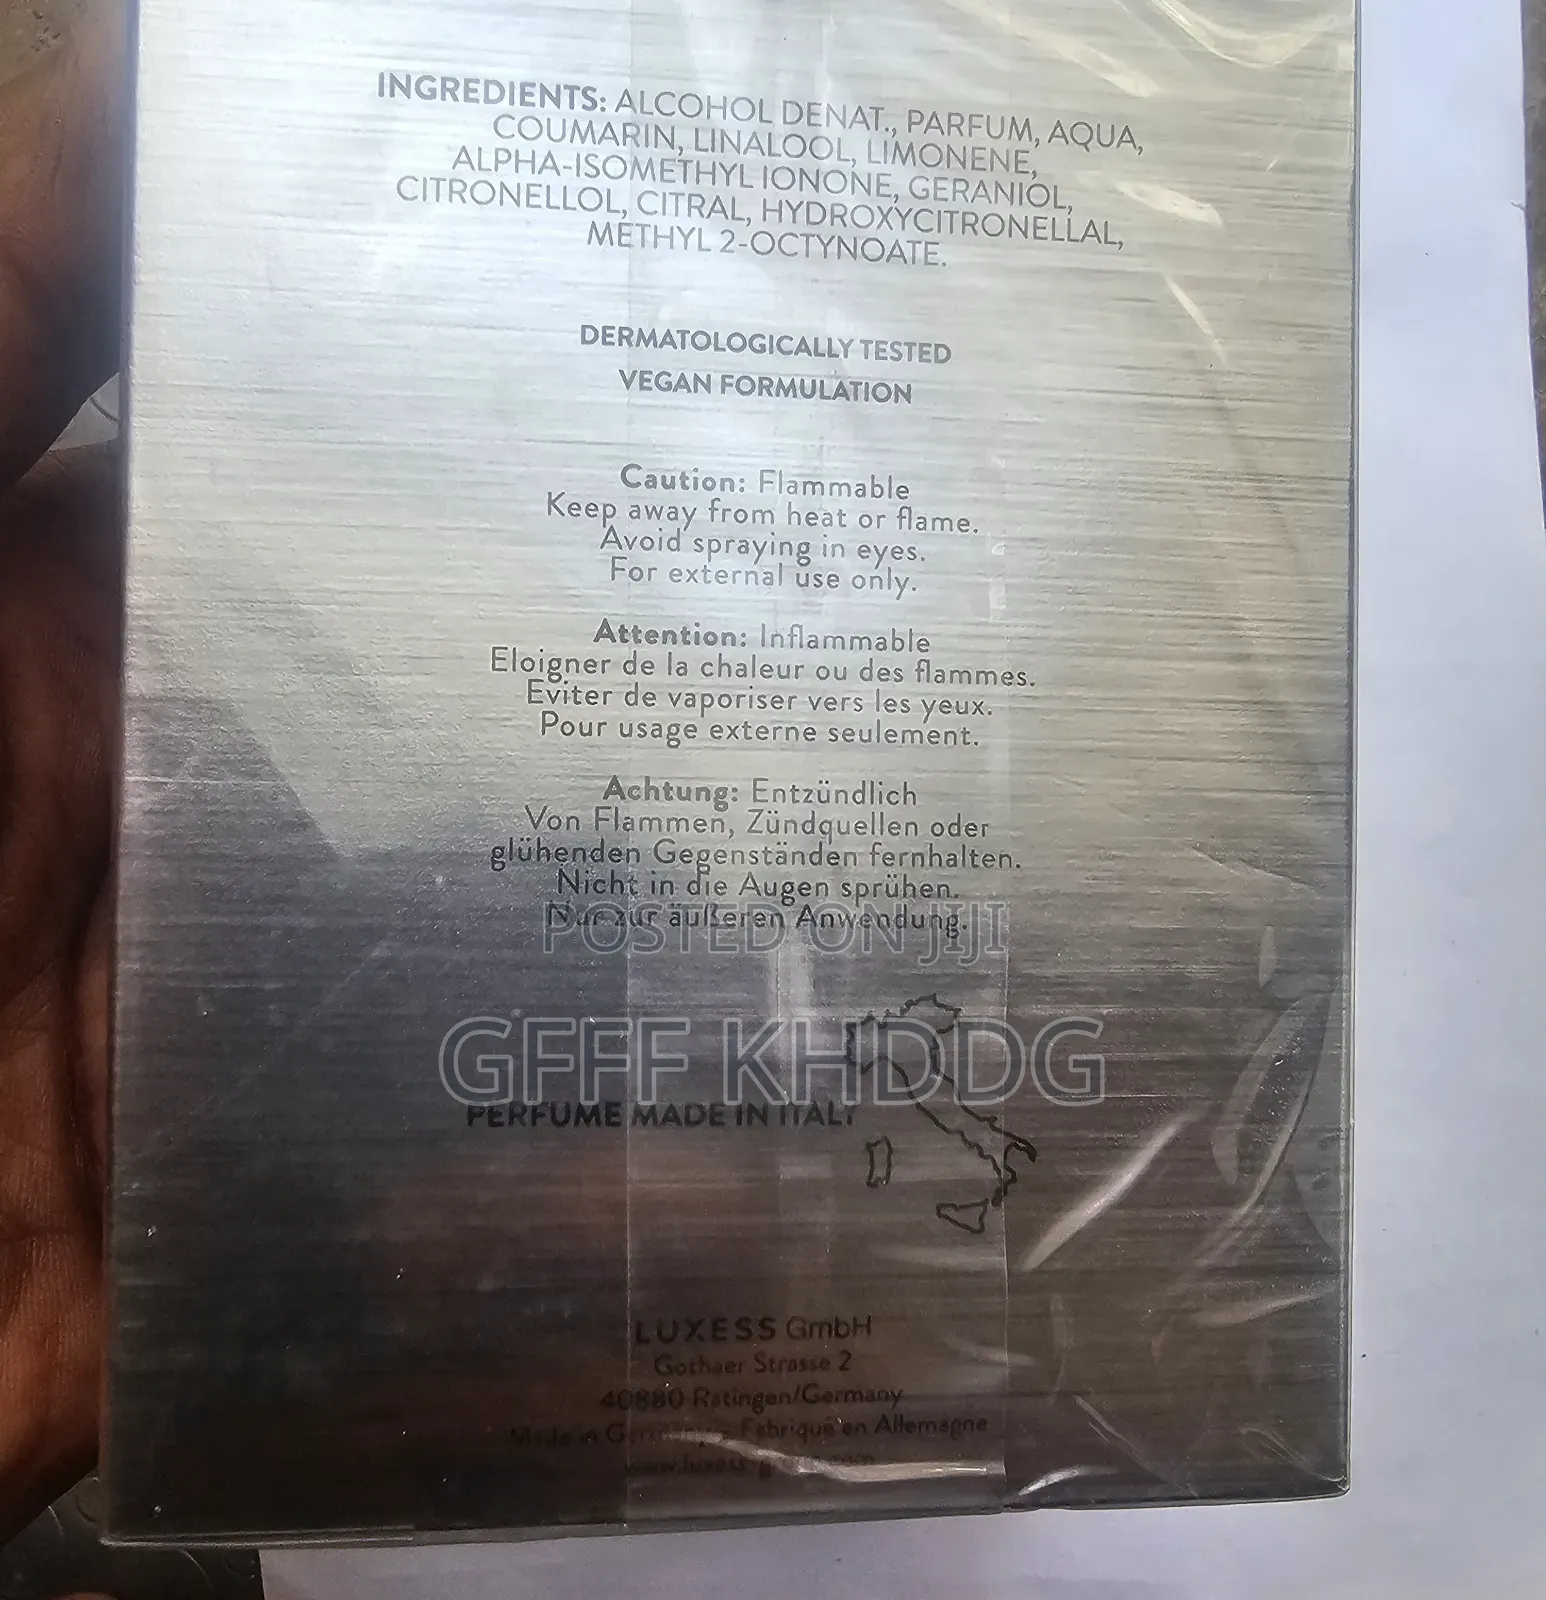 INGREDIENTS: ALCOHOL DENAT., PARFUM, AQUA,
COUMARIN, LINALOOL, LIMONENE,
ALPHA-ISOMETHYL IONONE, GERANIOL,
CITRONELLOL, CITRAL, HYDROXYCITRONELLAL,
METHYL 2-OCTYNOATE.
DERMATOLOGICALLY TESTED
VEGAN FORMULATION
Caution: Flammable
Keep away from heat or flame.
Avoid spraying in eyes.
For external use only.
Attention: Inflammable
Eloigner de la chaleur ou des flammes.
Eviter de vaporiser vers les yeux.
Pour usage externe seulement.
Achtung: Entzündlich
Von Flammen, Zündquellen oder
glühenden Gegenständen fernhalten.
Nicht in die Augen sprühen.
Nur zur äußeren Anwendung.
POSTED ON JIJI
GFFF KHDDG
PERFUME MADE IN ITALY
LUXESS GmbH
Gothaer Strasse 2
40880 Ratingen/Germany
Made in Germany - Fabriqué en Allemagne